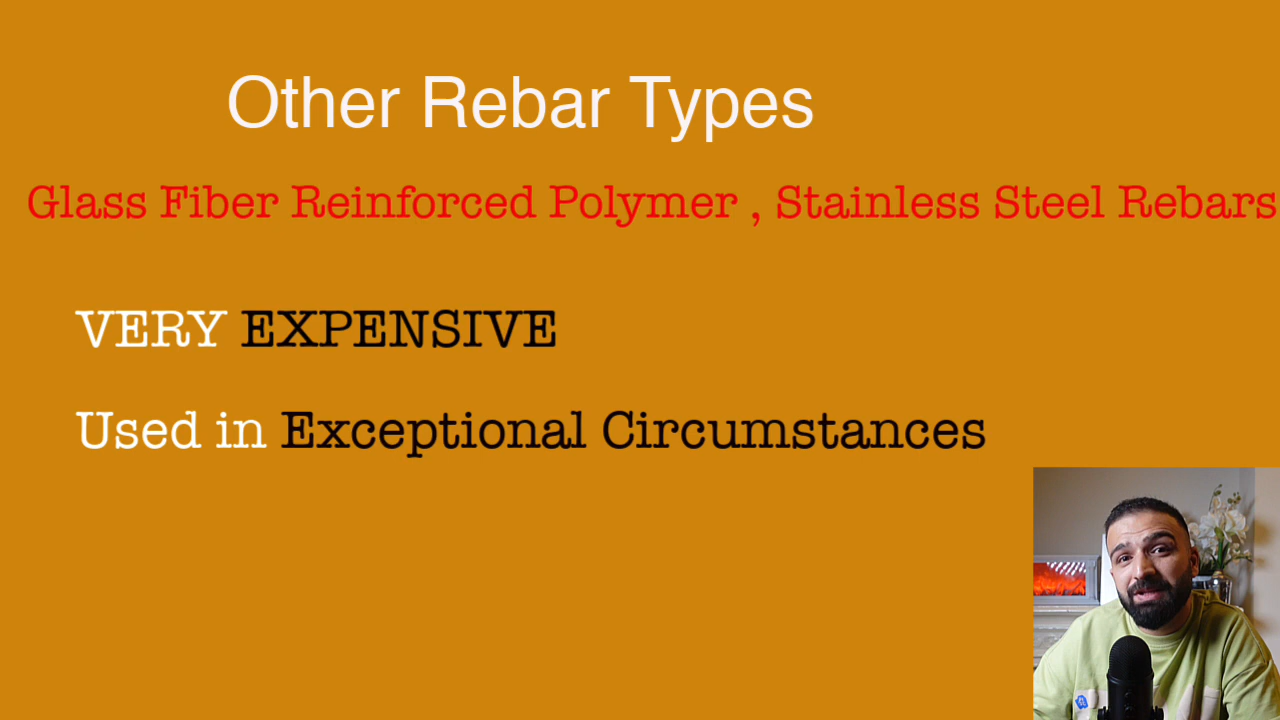 Other Rebar Types
Glass Fiber Reinforced Polymer , Stainless Steel Rebars
VERY EXPENSIVE
Used in Exceptional Circumstances